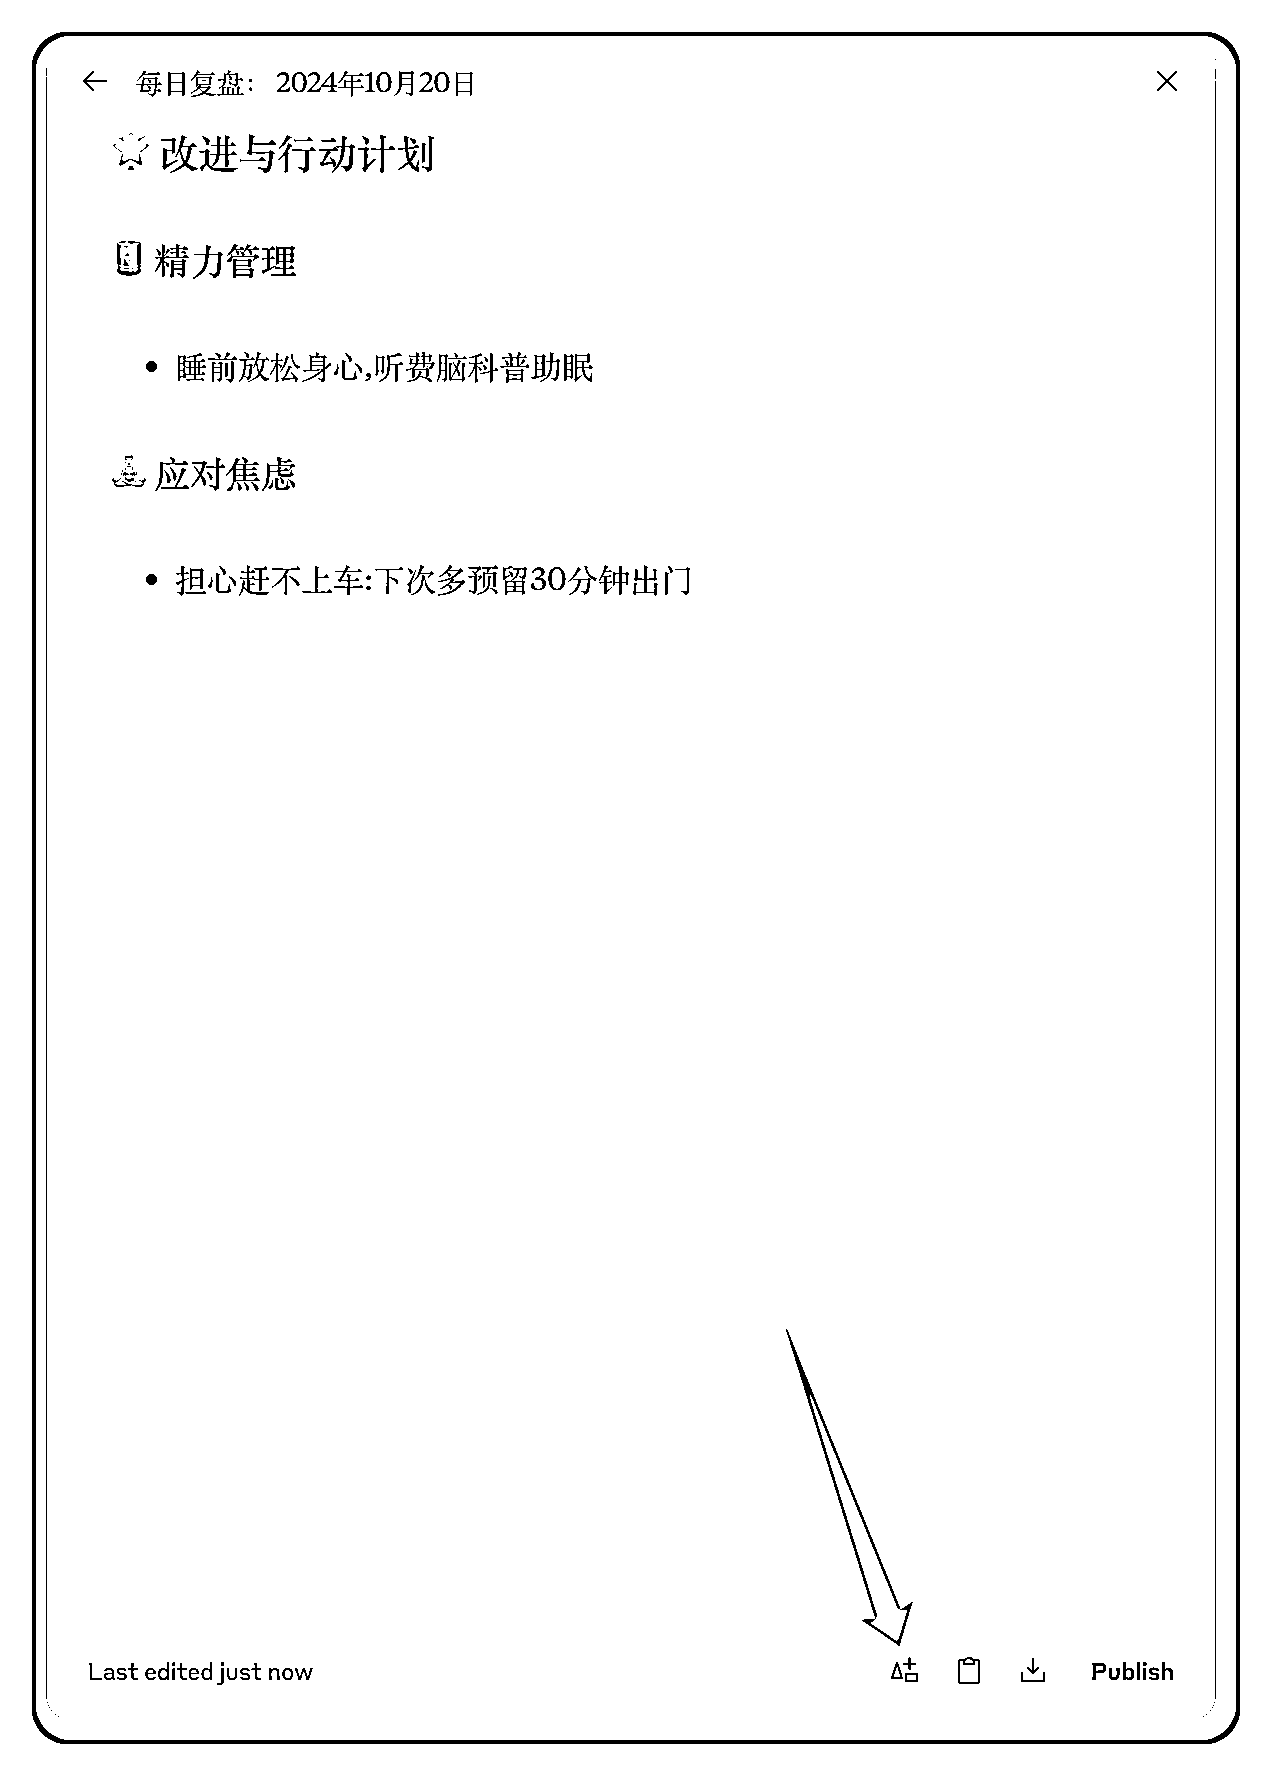 每日复盘： 2024年10月20日
改进与行动计划
精力管理
睡前放松身心,听费脑科普助眠
应对焦虑
担心赶不上车:下次多预留30分钟出门
Last edited just now
Publish